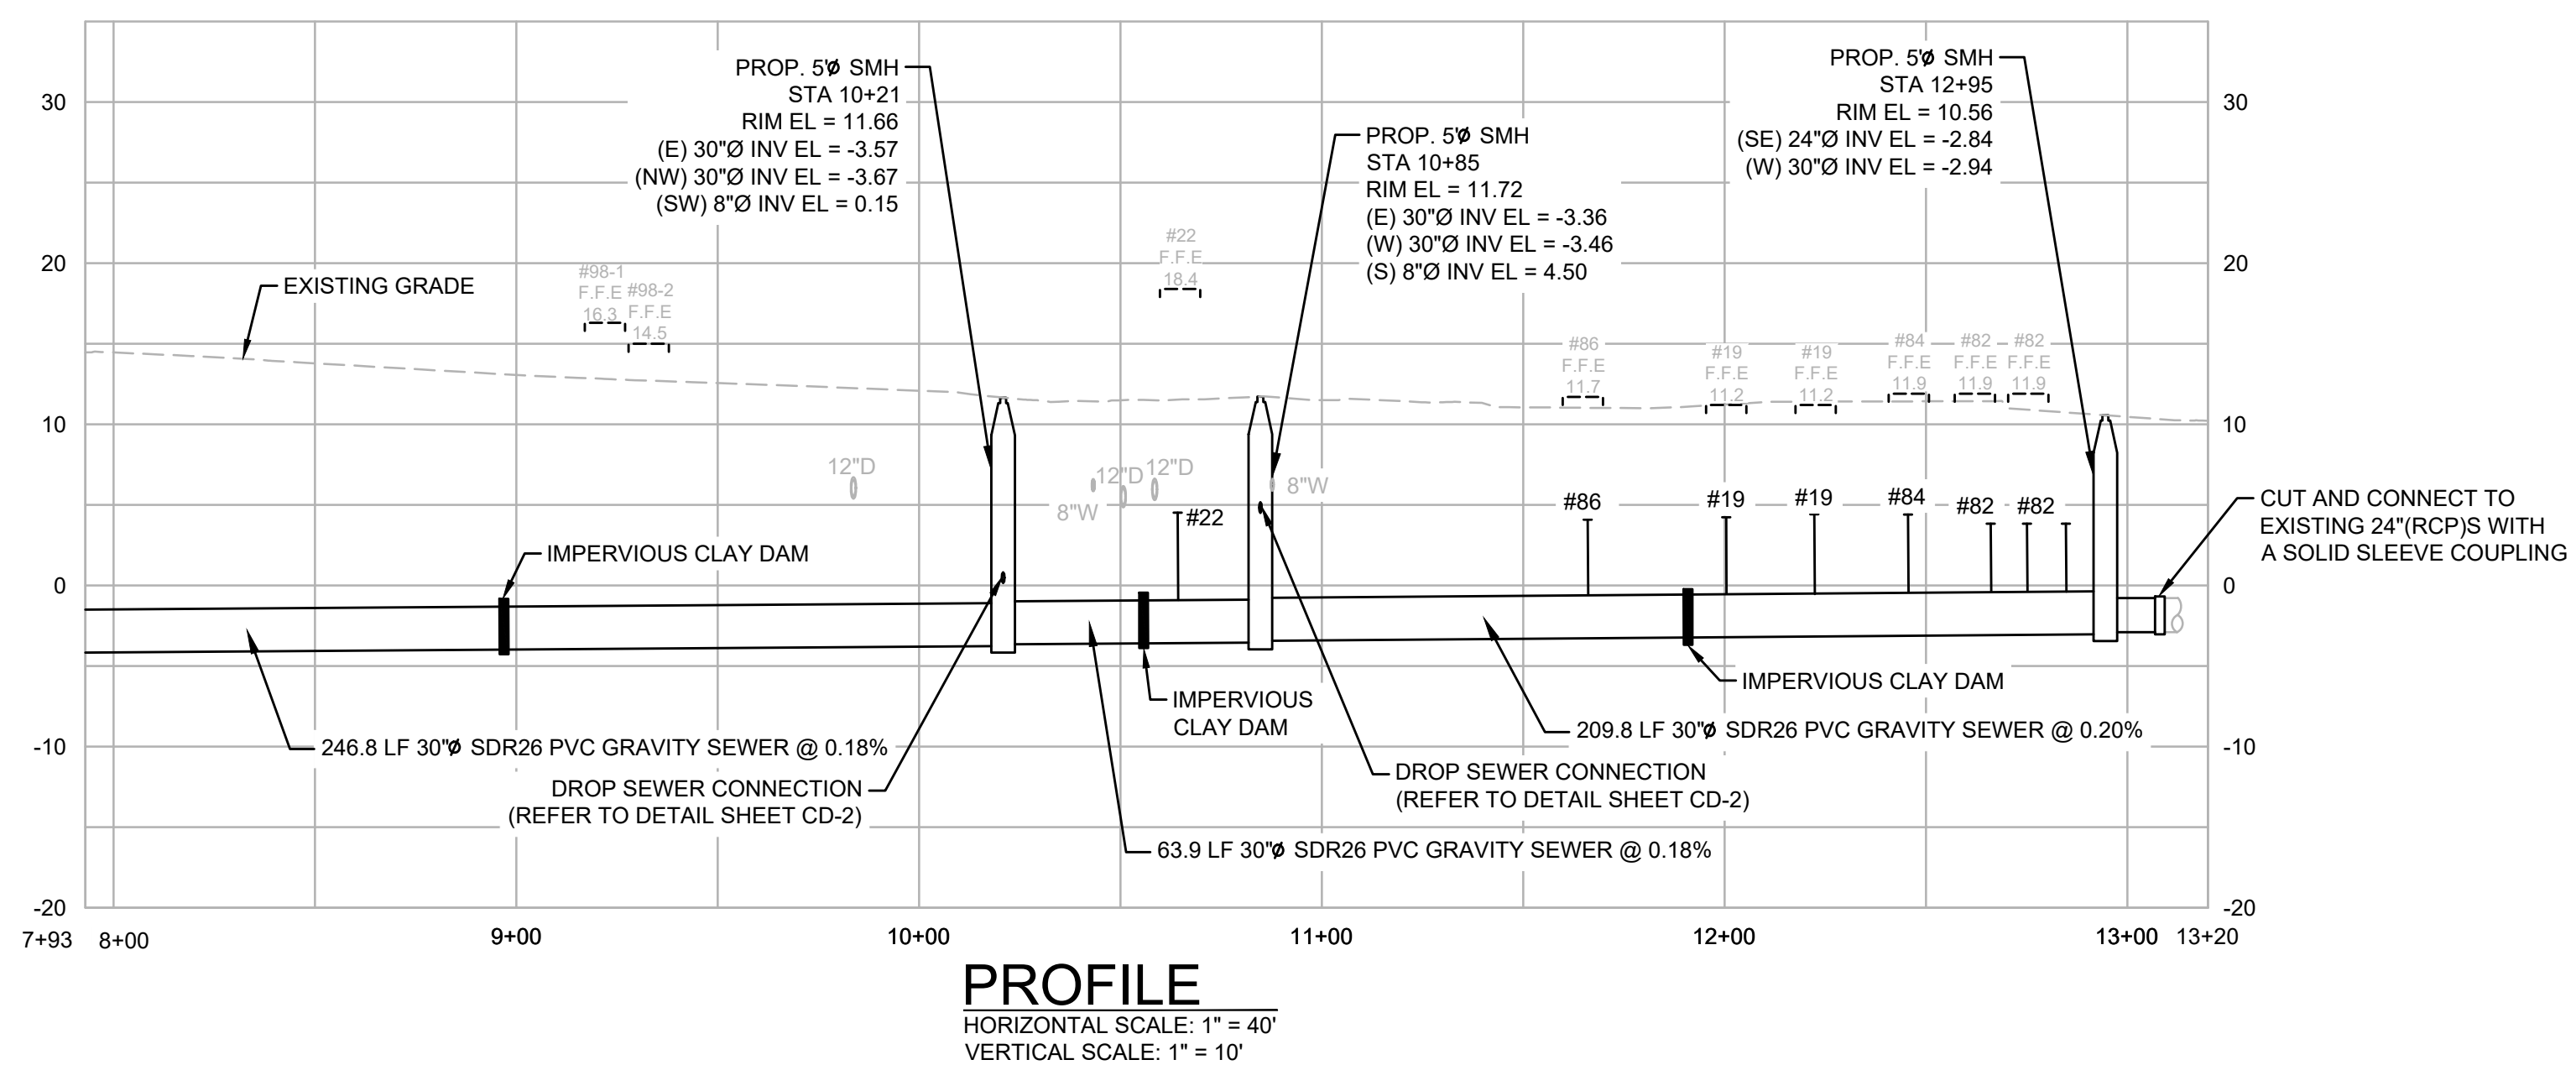 PROP. 5'Ø SMH
STA 10+21
RIM EL = 11.66
(E) 30"Ø INV EL = -3.57
(NW) 30"Ø INV EL = -3.67
(SW) 8"Ø INV EL = 0.15
PROP. 5'Ø SMH
STA 10+85
RIM EL = 11.72
(E) 30"Ø INV EL = -3.36
(W) 30"Ø INV EL = -3.46
(S) 8"Ø INV EL = 4.50
PROP. 5'Ø SMH
STA 12+95
RIM EL = 10.56
(SE) 24"Ø INV EL = -2.84
(W) 30"Ø INV EL = -2.94
30
20
10
0
-10
-20
30
20
10
0
-10
-20
EXISTING GRADE
#98-1
F.F.E
16.3
#98-2
F.F.E
14.5
#22
F.F.E
18.4
#86
F.F.E
11.7
#19
F.F.E
11.2
#19
F.F.E
11.2
#84
F.F.E
11.9
#82
F.F.E
11.9
#82
F.F.E
11.9
12"D
8"W
12"D
12"D
8"W
#22
#86
#19
#19
#84
#82
#82
CUT AND CONNECT TO
EXISTING 24"(RCP)S WITH
A SOLID SLEEVE COUPLING
IMPERVIOUS CLAY DAM
IMPERVIOUS
CLAY DAM
IMPERVIOUS CLAY DAM
246.8 LF 30"Ø SDR26 PVC GRAVITY SEWER @ 0.18%
209.8 LF 30"Ø SDR26 PVC GRAVITY SEWER @ 0.20%
DROP SEWER CONNECTION
(REFER TO DETAIL SHEET CD-2)
DROP SEWER CONNECTION
(REFER TO DETAIL SHEET CD-2)
63.9 LF 30"Ø SDR26 PVC GRAVITY SEWER @ 0.18%
7+93 8+00 9+00 10+00 11+00 12+00 13+00 13+20
PROFILE
HORIZONTAL SCALE: 1" = 40'
VERTICAL SCALE: 1" = 10'